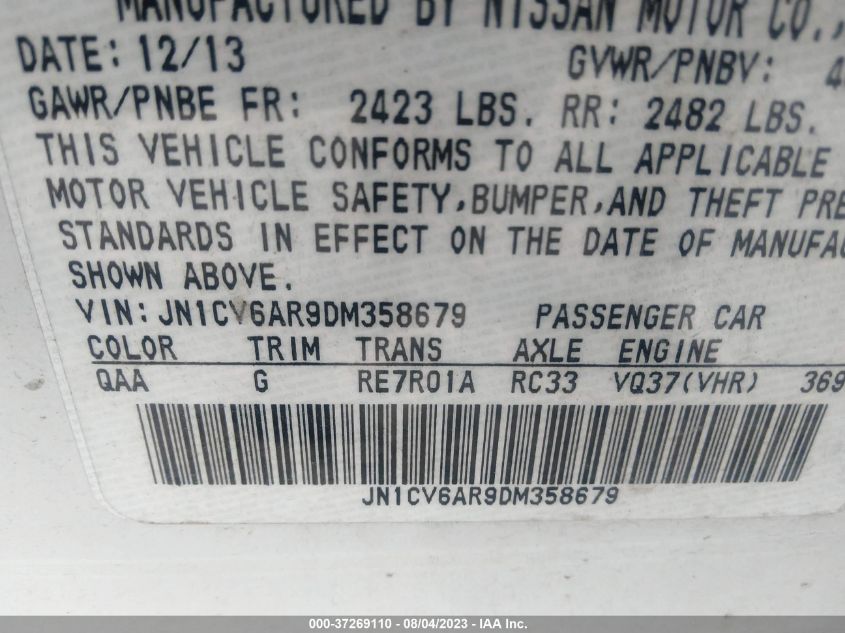 MANUFACTURED BY NISSAN MOTOR CO.,
DATE: 12/13 GVWR/PNBV:
GAWR/PNBE FR: 2423 LBS. RR: 2482 LBS.
THIS VEHICLE CONFORMS TO ALL APPLICABLE
MOTOR VEHICLE SAFETY, BUMPER, AND THEFT PRE
STANDARDS IN EFFECT ON THE DATE OF MANUFAC
SHOWN ABOVE.
VIN: JN1CV6AR9DM358679 PASSENGER CAR
COLOR TRIM TRANS AXLE ENGINE
QAA G RE7R01A RC33 VQ37(VHR) 369
JN1CV6AR9DM358679
000-37269110 - 08/04/2023 - IAA Inc.